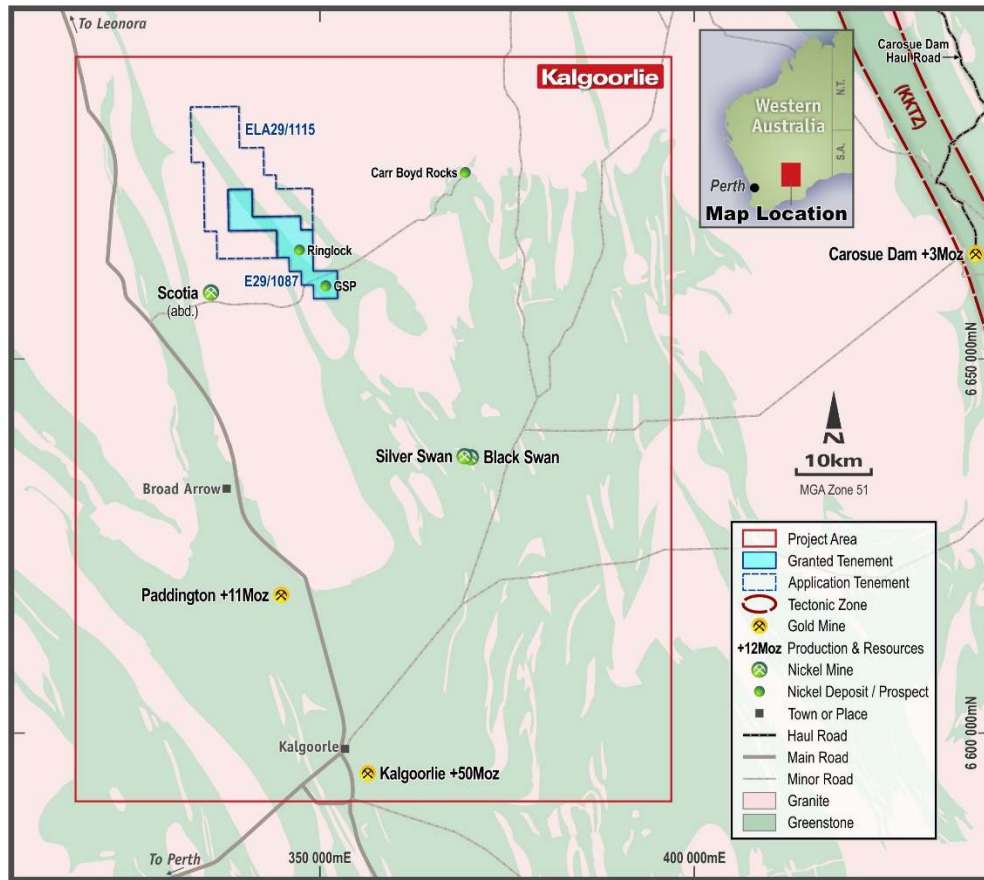 To Leonora
Kalgoorlie
ELA29/1115
Carr Boyd Rocks
Ringlock
E29/1087
GSP
Scotia
(abd.)
Western
Australia
N.T.
S.A.
Perth
Map Location
Carosue Dam
Haul Road
(KKTZ)
Carosue Dam +3Moz
6 650 000mN
Silver Swan
Black Swan
N
10km
MGA Zone 51
Broad Arrow
Paddington +11Moz
Kalgoorle
Kalgoorlie +50Moz
6 600 000mN
To Perth
350 000mE
400 000mE
Project Area
Granted Tenement
Application Tenement
Tectonic Zone
Gold Mine
+12Moz Production & Resources
Nickel Mine
Nickel Deposit / Prospect
Town or Place
Haul Road
Main Road
Minor Road
Granite
Greenstone